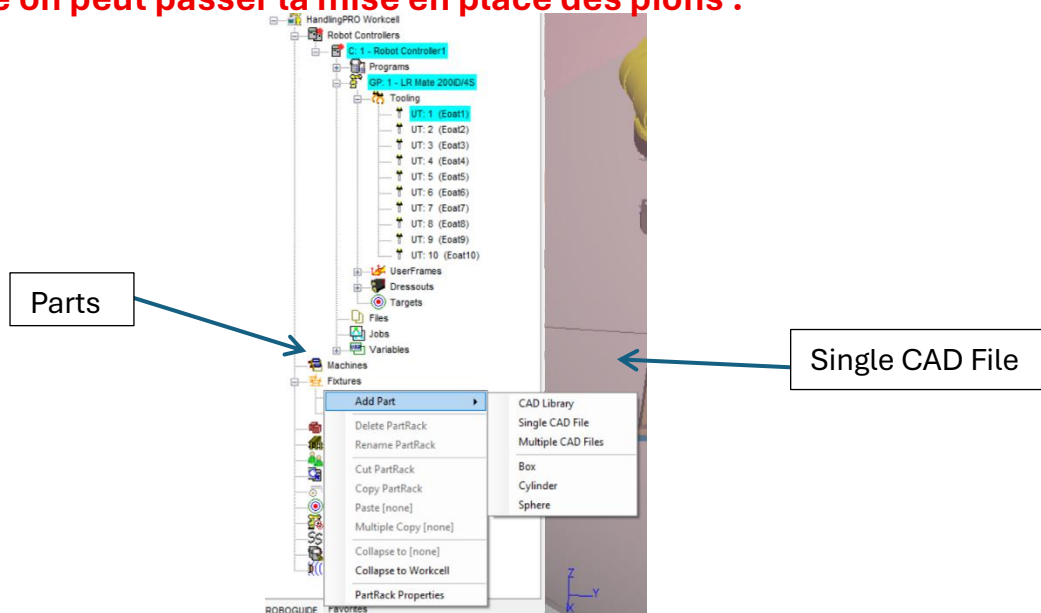 on peut passer la mise en place des pions :
HandlingPRO Workcell
Robot Controllers
C: 1 - Robot Controller1
Programs
GP: 1 - LR Mate 200iD/4S
Tooling
UT: 1 (Eoat1)
UT: 2 (Eoat2)
UT: 3 (Eoat3)
UT: 4 (Eoat4)
UT: 5 (Eoat5)
UT: 6 (Eoat6)
UT: 7 (Eoat7)
UT: 8 (Eoat8)
UT: 9 (Eoat9)
UT: 10 (Eoat10)
UserFrames
Dressouts
Targets
Files
Jobs
Variables
Machines
Fixtures
Parts
Single CAD File
Add Part
Delete PartRack
Rename PartRack
Cut PartRack
Copy PartRack
Paste [none]
Multiple Copy [none]
Collapse to [none]
Collapse to Workcell
PartRack Properties
CAD Library
Single CAD File
Multiple CAD Files
Box
Cylinder
Sphere
Z
Y
X
ROBOGUIDE Favorites